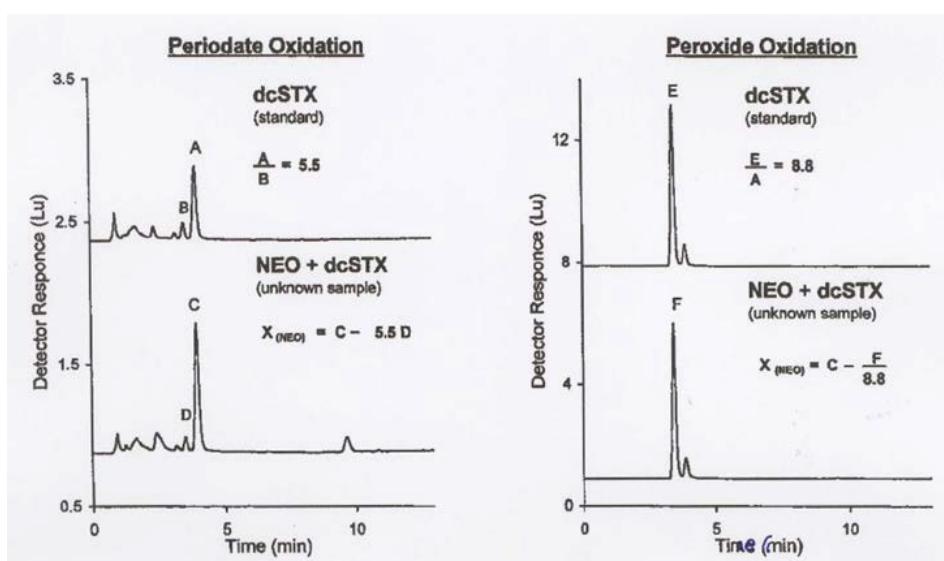 Periodate Oxidation
3.5
2.5
1.5
0.5
Detector Responce (Lu)
dcSTX
(standard)
A
B
A
B
= 5.5
NEO + dcSTX
(unknown sample)
C
D
X (NEO) = C - 5.5 D
0
5
10
Time (min)
Peroxide Oxidation
12
8
4
0
Detector Responce (Lu)
E
dcSTX
(standard)
E
A
= 8.8
NEO + dcSTX
(unknown sample)
F
X (NEO) = C - F
8.8
0
5
10
Time (min)